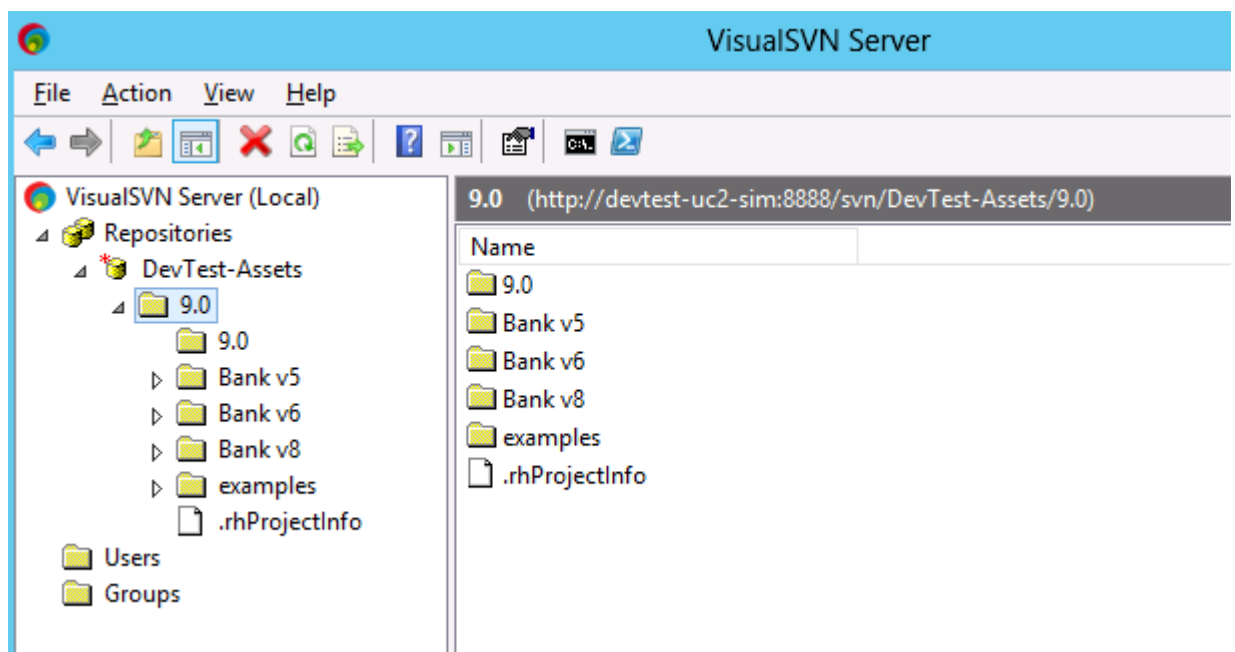 VisualSVN Server
File Action View Help
VisualSVN Server (Local)
Repositories
DevTest-Assets
9.0
9.0
Bank v5
Bank v6
Bank v8
examples
.rhProjectInfo
Users
Groups
9.0 (http://devtest-uc2-sim:8888/svn/DevTest-Assets/9.0)
Name
9.0
Bank v5
Bank v6
Bank v8
examples
.rhProjectInfo